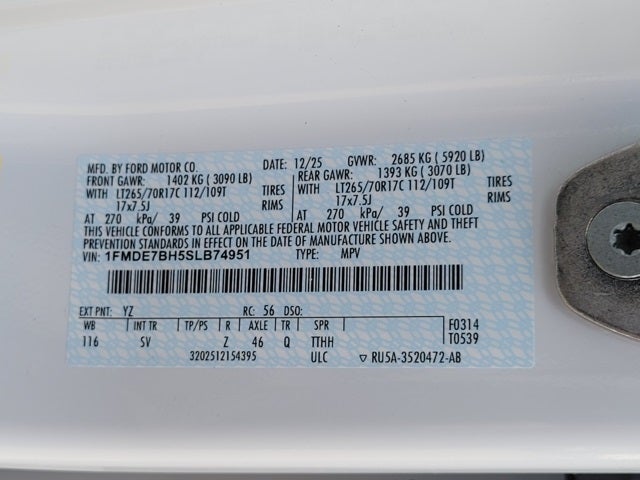 MFD. BY FORD MOTOR CO. DATE: 12/25 GVWR: 2685 KG ( 5920 LB)
FRONT GAWR: 1402 KG ( 3090 LB) REAR GAWR: 1393 KG ( 3070 LB)
WITH LT265/70R17C 112/109T TIRES WITH LT265/70R17C 112/109T TIRES
17x7.5J RIMS 17x7.5J RIMS
AT 270 kPa/ 39 PSI COLD AT 270 kPa/ 39 PSI COLD
THIS VEHICLE CONFORMS TO ALL APPLICABLE FEDERAL MOTOR VEHICLE SAFETY AND THEFT
PREVENTION STANDARDS IN EFFECT ON THE DATE OF MANUFACTURE SHOWN ABOVE.
VIN: 1FMDE7BH5SLB74951 TYPE: MPV
EXT PNT: YZ RC: 56 DSO:
WB INT TR TP/PS R AXLE TR SPR F0314
116 SV Z 46 Q TTHH T0539
3202512154395 ULC ▽ RU5A-3520472-AB